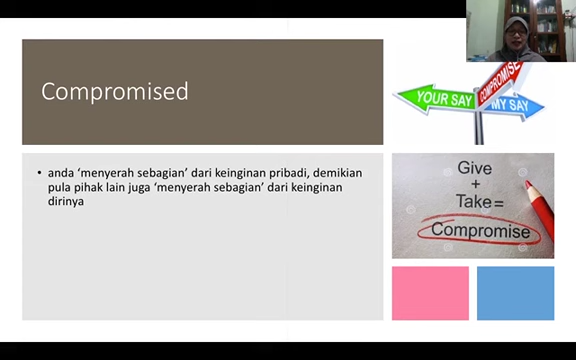 Compromised
• anda ‘menyerah sebagian’ dari keinginan pribadi, demikian
pula pihak lain juga ‘menyerah sebagian’ dari keinginan
dirinya
YOUR SAY
COMPROMISE
MY SAY
Give
+
Take =
Compromise